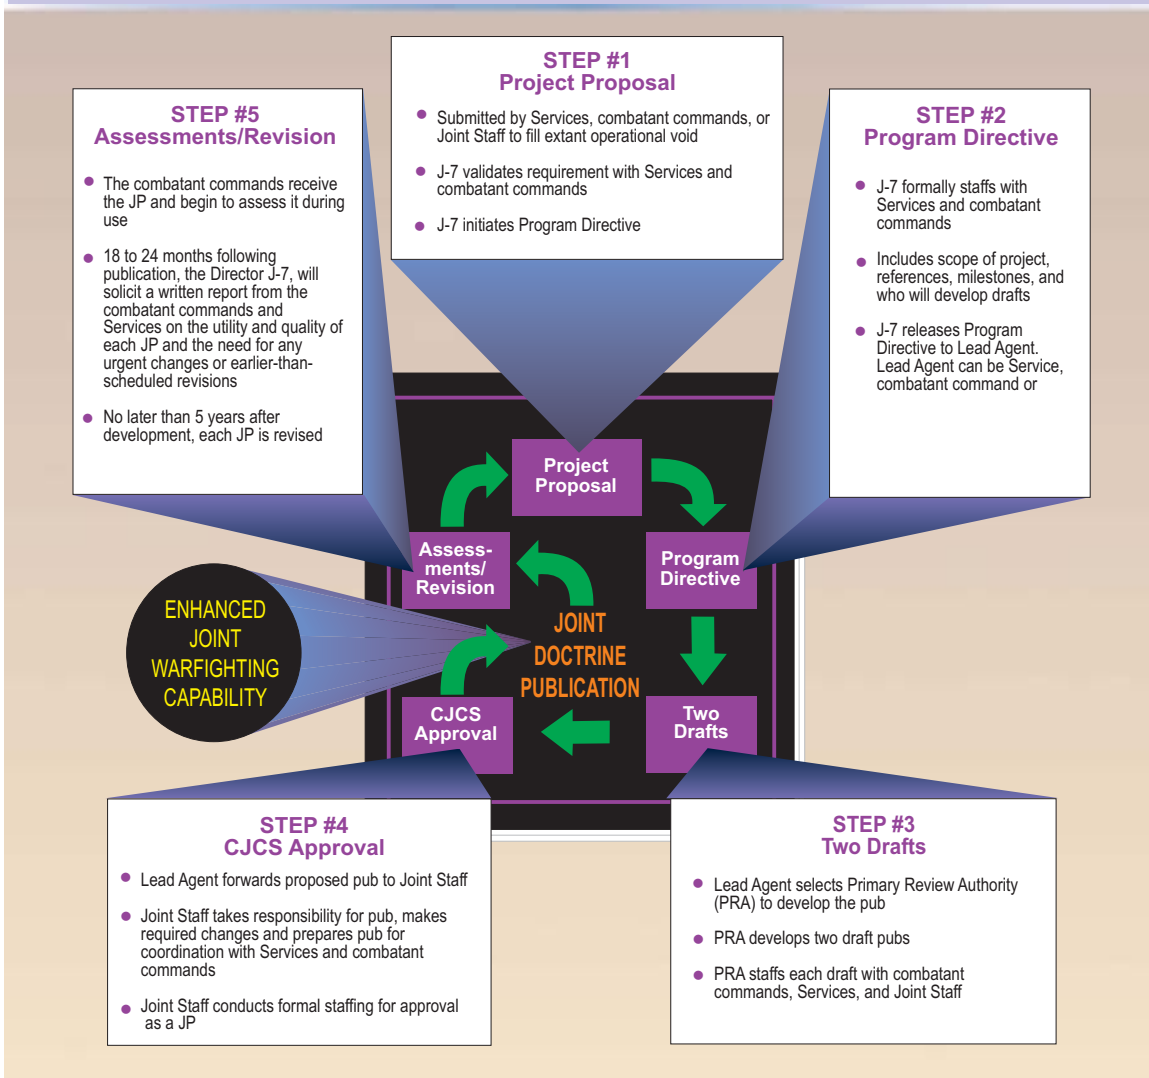 STEP #1
Project Proposal
• Submitted by Services, combatant commands, or
Joint Staff to fill extant operational void
• J-7 validates requirement with Services and
combatant commands
• J-7 initiates Program Directive
STEP #2
Program Directive
• J-7 formally staffs with
Services and combatant
commands
• Includes scope of project,
references, milestones, and
who will develop drafts
• J-7 releases Program
Directive to Lead Agent.
Lead Agent can be Service,
combatant command or
STEP #3
Two Drafts
• Lead Agent selects Primary Review Authority
(PRA) to develop the pub
• PRA develops two draft pubs
• PRA staffs each draft with combatant
commands, Services, and Joint Staff
STEP #4
CJCS Approval
• Lead Agent forwards proposed pub to Joint Staff
• Joint Staff takes responsibility for pub, makes
required changes and prepares pub for
coordination with Services and combatant
commands
• Joint Staff conducts formal staffing for approval
as a JP
STEP #5
Assessments/Revision
• The combatant commands receive
the JP and begin to assess it during
use
• 18 to 24 months following
publication, the Director J-7, will
solicit a written report from the
combatant commands and
Services on the utility and quality of
each JP and the need for any
urgent changes or earlier-than-
scheduled revisions
• No later than 5 years after
development, each JP is revised
Project
Proposal
Program
Directive
Two
Drafts
CJCS
Approval
Assess-
ments/
Revision
JOINT
DOCTRINE
PUBLICATION
ENHANCED
JOINT
WARFIGHTING
CAPABILITY